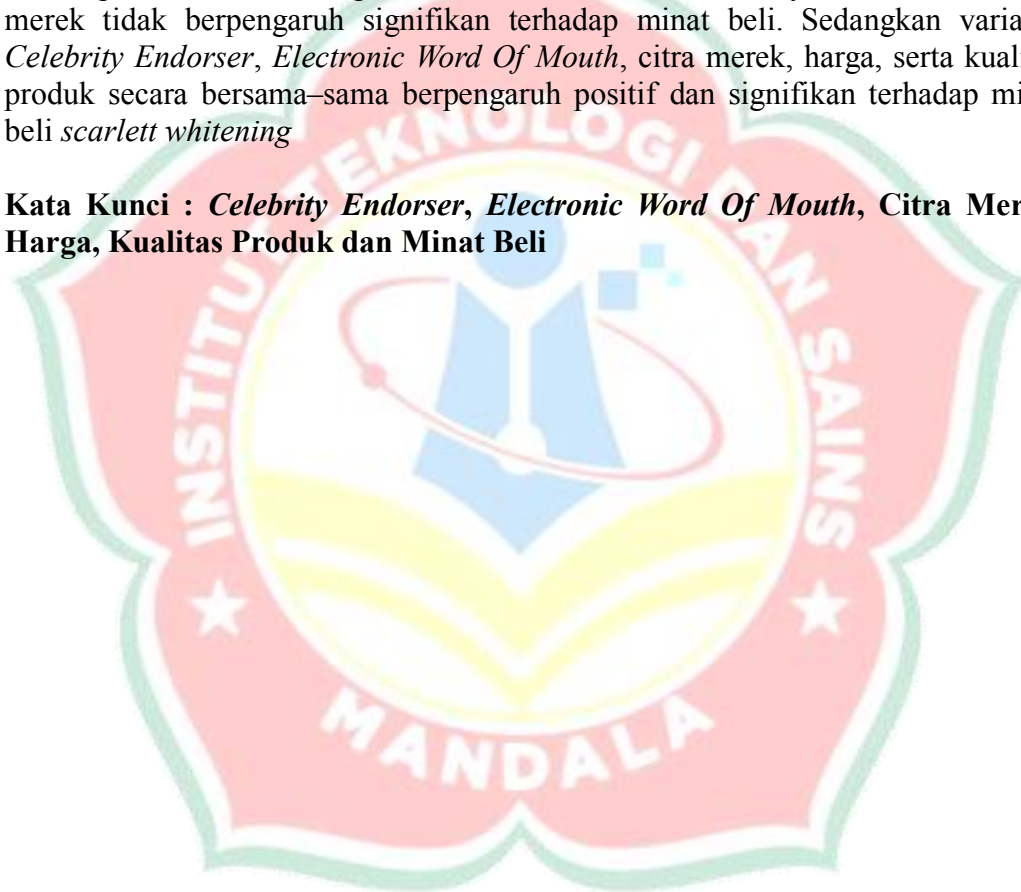 merek tidak berpengaruh signifikan terhadap minat beli. Sedangkan varia
Celebrity Endorser, Electronic Word Of Mouth, citra merek, harga, serta kuali
produk secara bersama–sama berpengaruh positif dan signifikan terhadap mi
beli scarlett whitening
Kata Kunci : Celebrity Endorser, Electronic Word Of Mouth, Citra Mer
Harga, Kualitas Produk dan Minat Beli
INSTITUT TEKNOLOGI DAN SAINS
MANDALA